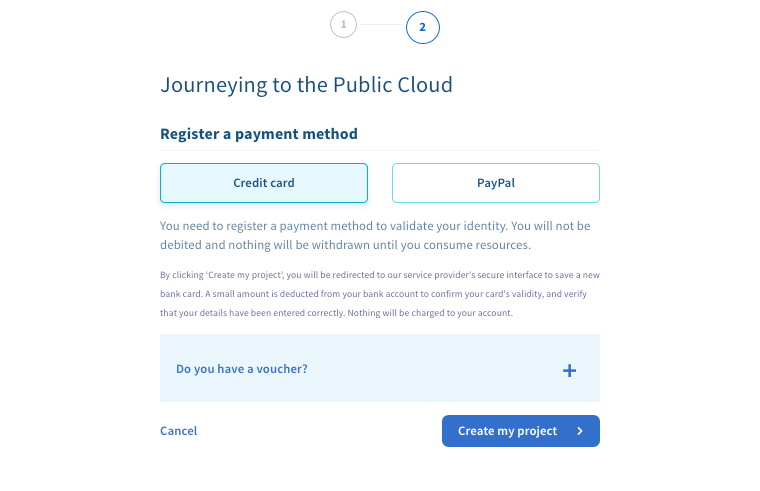 1
2
Journeying to the Public Cloud
Register a payment method
Credit card
PayPal
You need to register a payment method to validate your identity. You will not be
debited and nothing will be withdrawn until you consume resources.
By clicking ‘Create my project’, you will be redirected to our service provider's secure interface to save a new
bank card. A small amount is deducted from your bank account to confirm your card's validity, and verify
that your details have been entered correctly. Nothing will be charged to your account.
Do you have a voucher?
+
Cancel
Create my project >